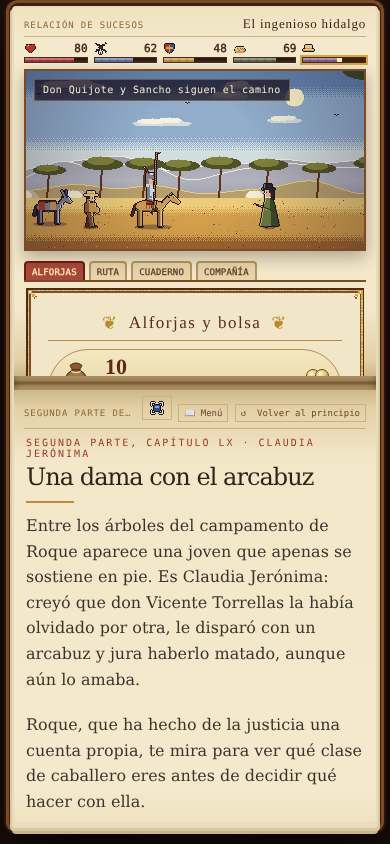 RELACIÓN DE SUCESOS
El ingenioso hidalgo
80 62 48 69
Don Quijote y Sancho siguen el camino
ALFORJAS RUTA CUADERNO COMPAÑÍA
Alforjas y bolsa
10
SEGUNDA PARTE DE… Menú ↺ Volver al principio
SEGUNDA PARTE, CAPÍTULO LX · CLAUDIA
JERÓNIMA
Una dama con el arcabuz
Entre los árboles del campamento de
Roque aparece una joven que apenas se
sostiene en pie. Es Claudia Jerónima:
creyó que don Vicente Torrellas la había
olvidado por otra, le disparó con un
arcabuz y jura haberlo matado, aunque
aún lo amaba.
Roque, que ha hecho de la justicia una
cuenta propia, te mira para ver qué clase
de caballero eres antes de decidir qué
hacer con ella.